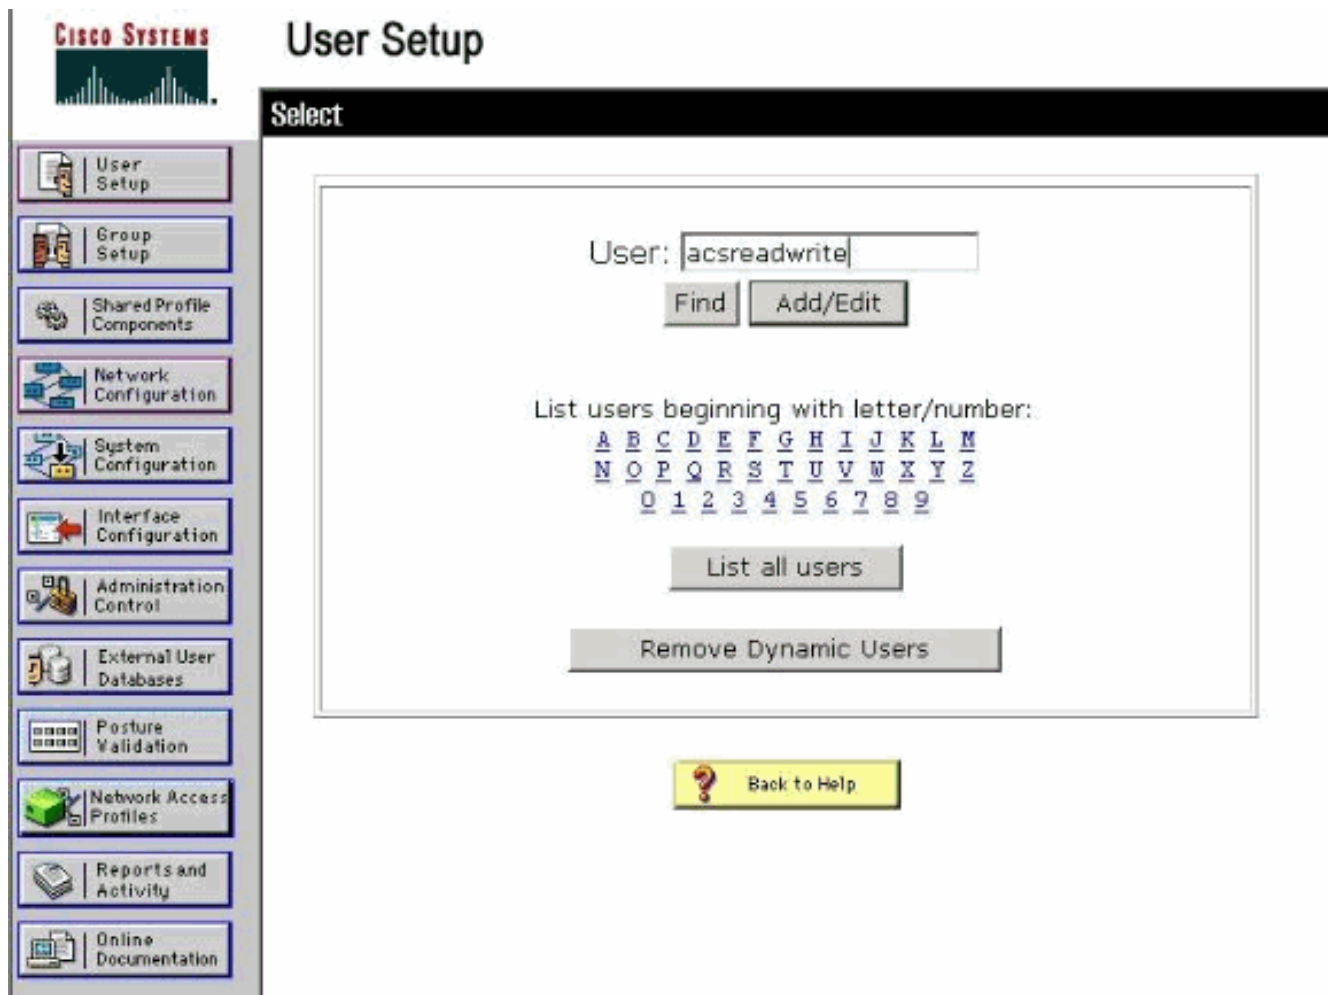 CISCO SYSTEMS
User Setup
Select
User
Setup
Group
Setup
Shared Profile
Components
Network
Configuration
System
Configuration
Interface
Configuration
Administration
Control
External User
Databases
Posture
Validation
Network Access
Profiles
Reports and
Activity
Online
Documentation
User: acsreadwrite
Find Add/Edit
List users beginning with letter/number:
A B C D E F G H I J K L M
N O P Q R S T U V W X Y Z
0 1 2 3 4 5 6 7 8 9
List all users
Remove Dynamic Users
? Back to Help